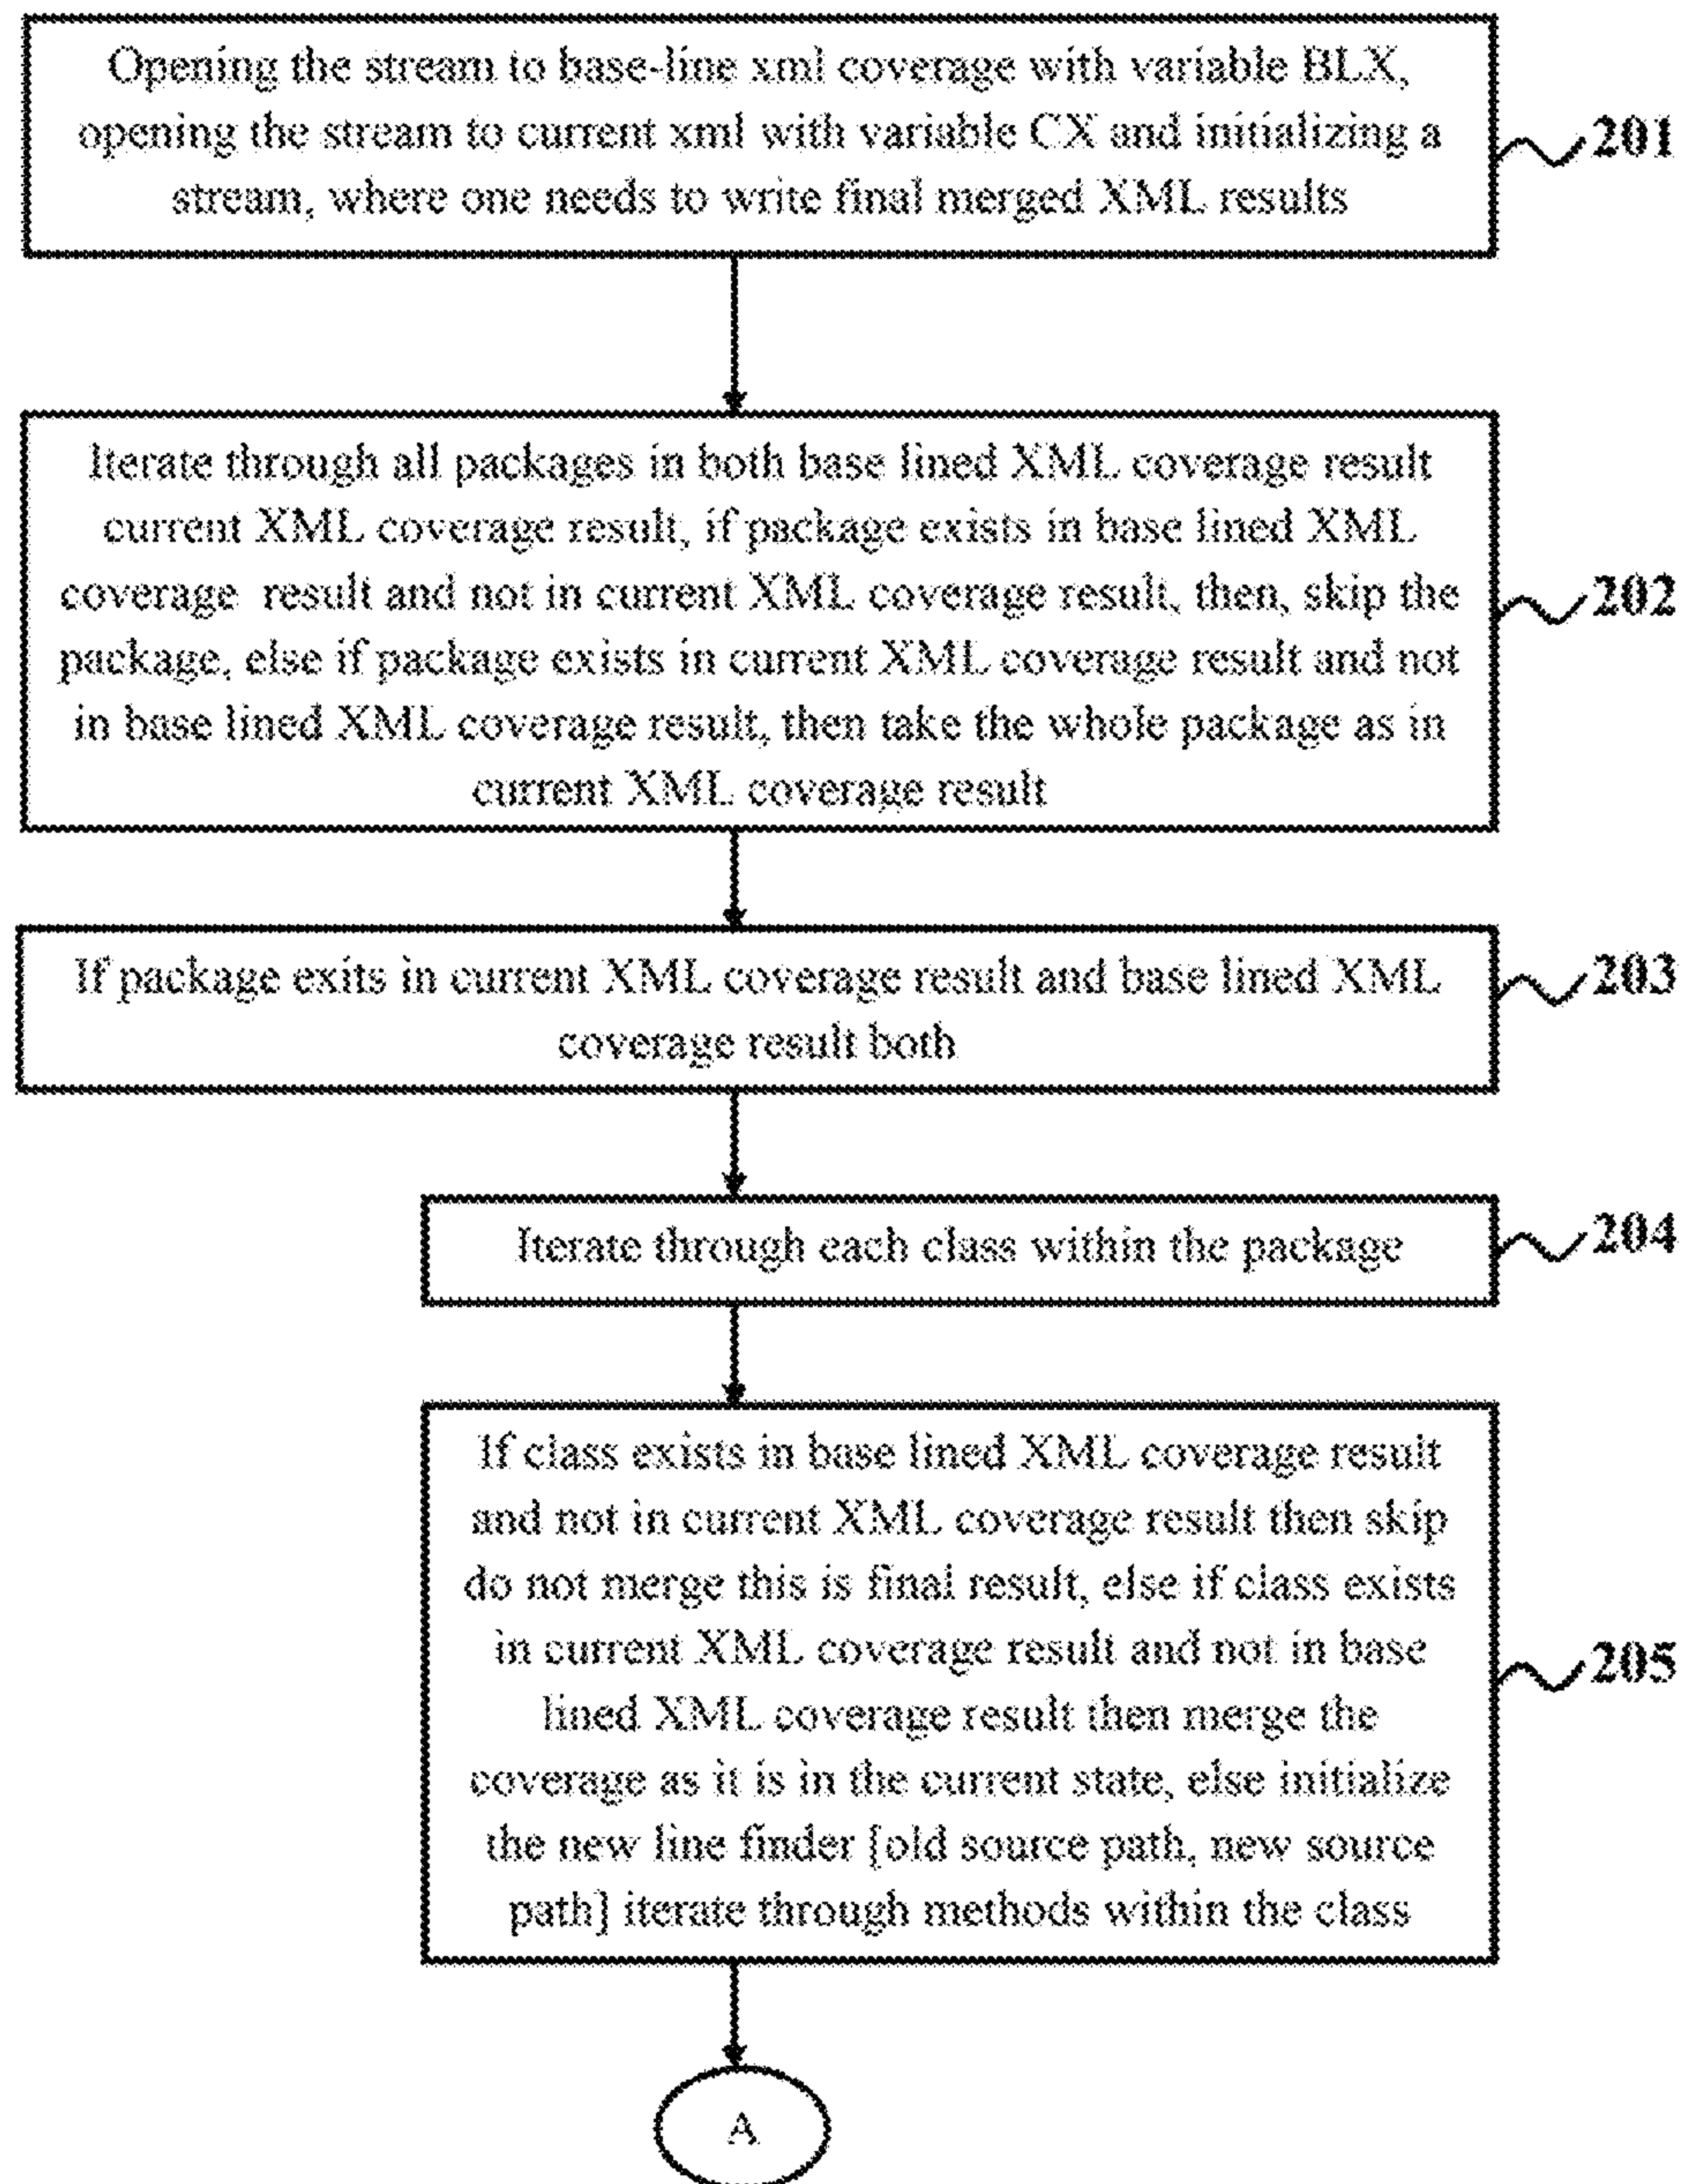 Opening the stream to base-line xml coverage with variable BLX,
opening the stream to current xml with variable CX and initializing a
stream, where one needs to write final merged XML results
201
Iterate through all packages in both base lined XML coverage result
current XML coverage result, if package exists in base lined XML
coverage result and not in current XML coverage result, then, skip the
package, else if package exists in current XML coverage result and not
in base lined XML coverage result, then take the whole package as in
current XML coverage result
202
If package exits in current XML coverage result and base lined XML
coverage result both
203
Iterate through each class within the package
204
If class exists in base lined XML coverage result
and not in current XML coverage result then skip
do not merge this is final result, else if class exists
in current XML coverage result and not in base
lined XML coverage result then merge the
coverage as it is in the current state, else initialize
the new line finder [old source path, new source
path] iterate through methods within the class
205
A